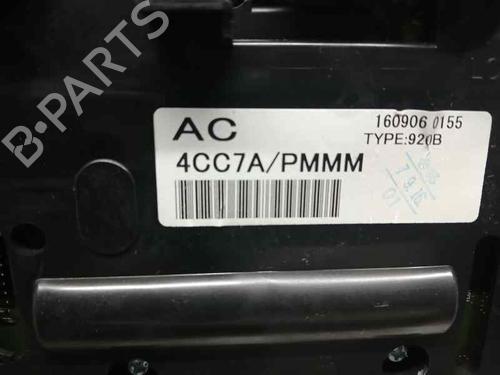 B-PARTS
AC
160906 0155
TYPE:920B
4CC7A/PMMM